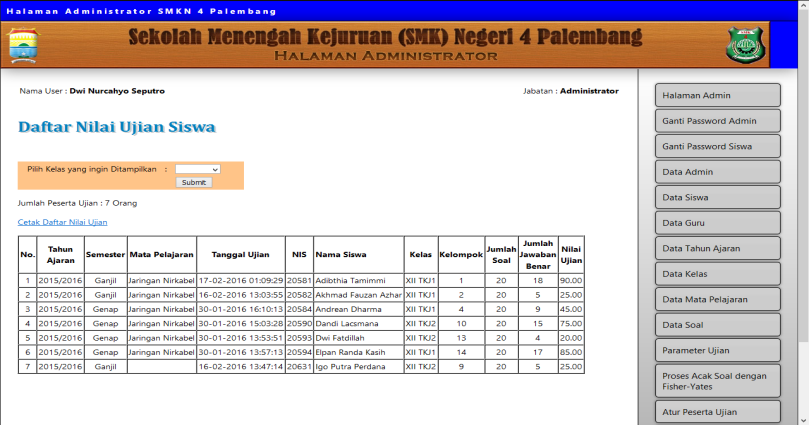 Halaman Administrator SMKN 4 Palembang
Sekolah Menengah Kejuruan (SMK) Negeri 4 Palembang
HALAMAN ADMINISTRATOR
Nama User : Dwi Nurcahyo Seputro Jabatan : Administrator
Daftar Nilai Ujian Siswa
Pilih Kelas yang ingin Ditampilkan :
Submit
Jumlah Peserta Ujian : 7 Orang
Cetak Daftar Nilai Ujian
No. Tahun Ajaran Semester Mata Pelajaran Tanggal Ujian NIS Nama Siswa Kelas Kelompok Jumlah Soal Jumlah Jawaban Benar Nilai Ujian
1 2015/2016 Ganjil Jaringan Nirkabel 17-02-2016 01:09:29 20581 Adibthia Tamimmi XII TKJ1 1 20 18 90.00
2 2015/2016 Ganjil Jaringan Nirkabel 16-02-2016 13:03:55 20582 Akhmad Fauzan Azhar XII TKJ1 2 20 5 25.00
3 2015/2016 Genap Jaringan Nirkabel 30-01-2016 16:10:13 20584 Andrean Dharma XII TKJ1 4 20 9 45.00
4 2015/2016 Genap Jaringan Nirkabel 30-01-2016 15:03:28 20590 Dandi Lacsmana XII TKJ2 10 20 15 75.00
5 2015/2016 Genap Jaringan Nirkabel 30-01-2016 13:53:51 20593 Dwi Fatdillah XII TKJ2 13 20 4 20.00
6 2015/2016 Genap Jaringan Nirkabel 30-01-2016 13:57:13 20594 Elpan Randa Kasih XII TKJ1 14 20 17 85.00
7 2015/2016 Ganjil 16-02-2016 13:47:14 20631 Igo Putra Perdana XII TKJ2 9 20 5 25.00
Halaman Admin
Ganti Password Admin
Ganti Password Siswa
Data Admin
Data Siswa
Data Guru
Data Tahun Ajaran
Data Kelas
Data Mata Pelajaran
Data Soal
Parameter Ujian
Proses Acak Soal dengan
Fisher-Yates
Atur Peserta Ujian